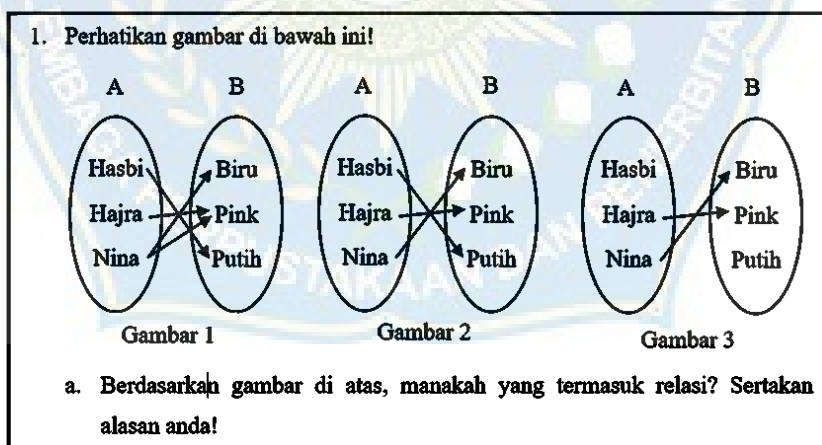 1. Perhatikan gambar di bawah ini!
A B A B A B
Hasbi Biru Hasbi Biru Hasbi Biru
Hajra Pink Hajra Pink Hajra Pink
Nina Putih Nina Putih Nina Putih
Gambar 1 Gambar 2 Gambar 3
a. Berdasarkan gambar di atas, manakah yang termasuk relasi? Sertakan
alasan anda!